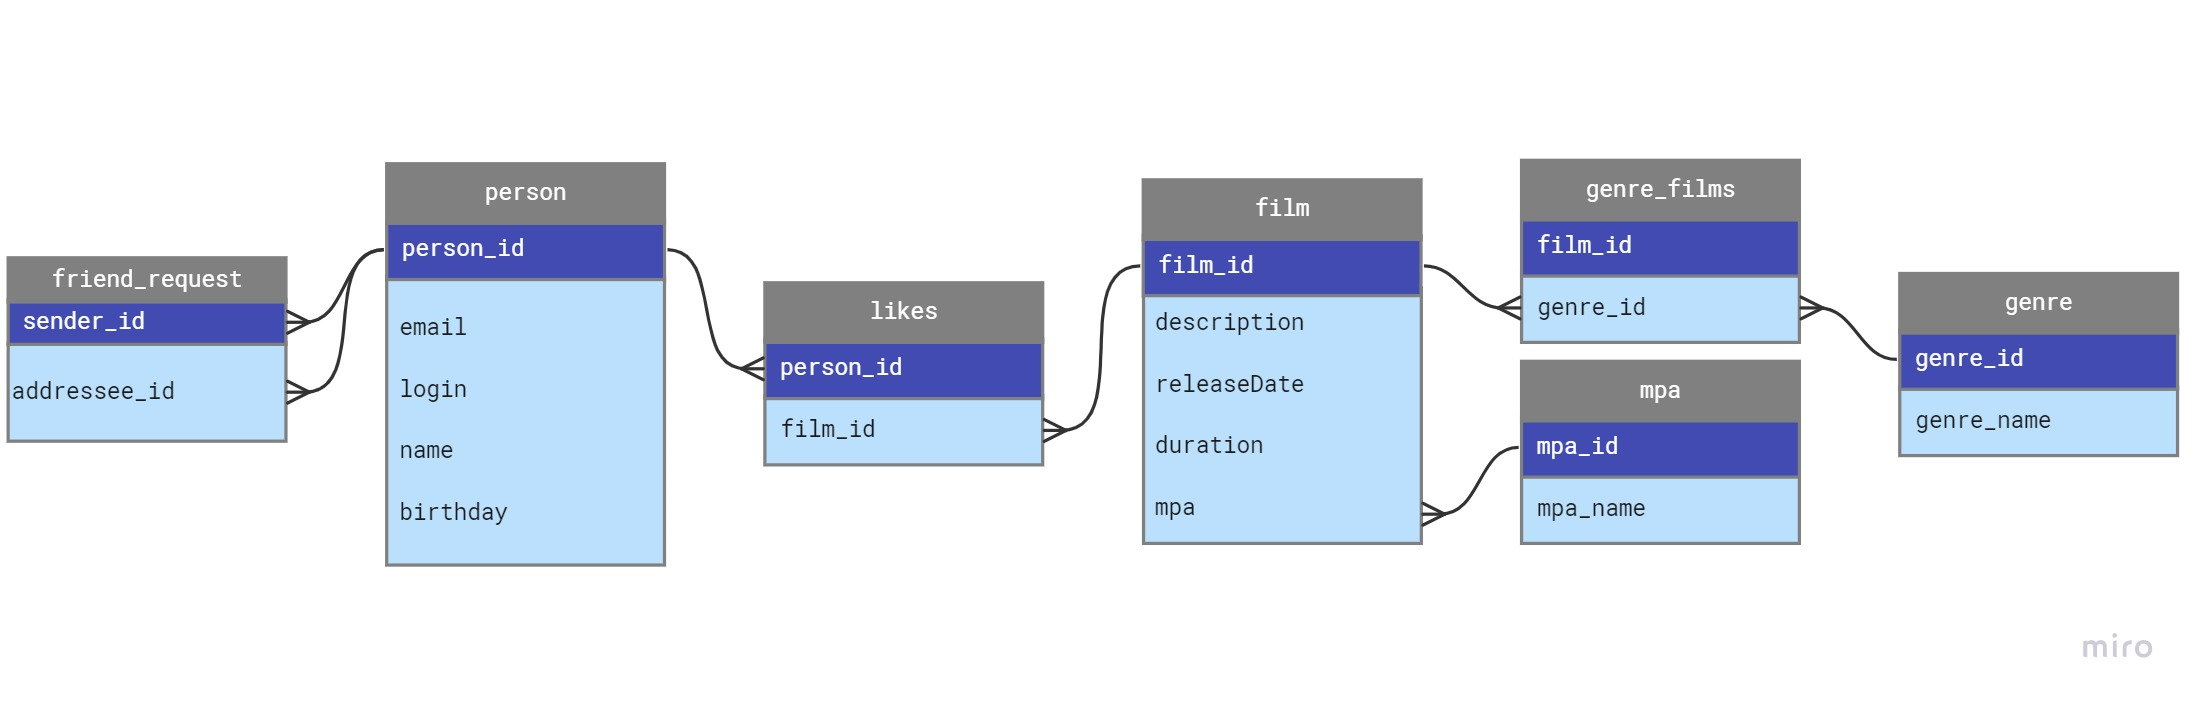 friend_request
sender_id
addressee_id
person
person_id
email
login
name
birthday
likes
person_id
film_id
film
film_id
description
releaseDate
duration
mpa
genre_films
film_id
genre_id
mpa
mpa_id
mpa_name
genre
genre_id
genre_name
miro